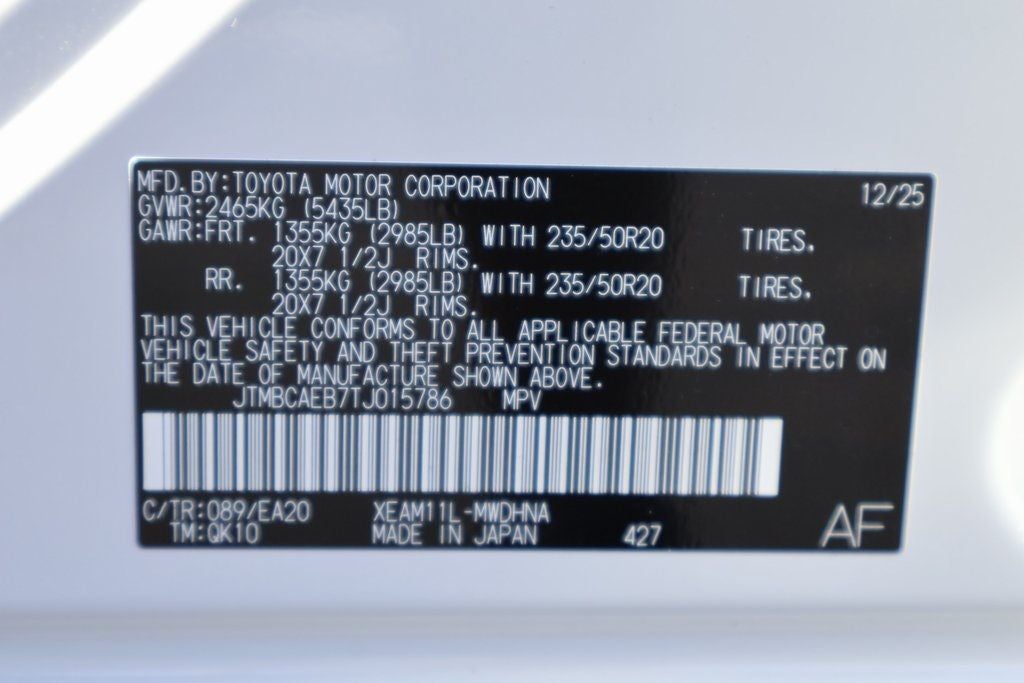 MFD.BY:TOYOTA MOTOR CORPORATION 12/25
GVWR:2465KG (5435LB)
GAWR:FRT. 1355KG (2985LB) WITH 235/50R20 TIRES.
20X7 1/2J RIMS.
RR. 1355KG (2985LB) WITH 235/50R20 TIRES.
20X7 1/2J RIMS.
THIS VEHICLE CONFORMS TO ALL APPLICABLE FEDERAL MOTOR
VEHICLE SAFETY AND THEFT PREVENTION STANDARDS IN EFFECT ON
THE DATE OF MANUFACTURE SHOWN ABOVE.
JTMBCAEB7TJ015786 MPV
C/TR:089/EA20 XEAM11L-MWDHNA
TM:QK10 MADE IN JAPAN 427 AF